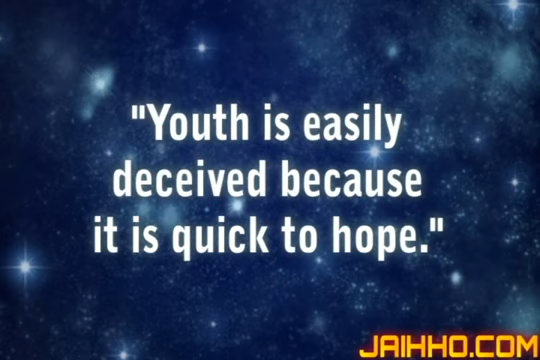 "Youth is easily
deceived because
it is quick to hope."
JAIHHO.COM